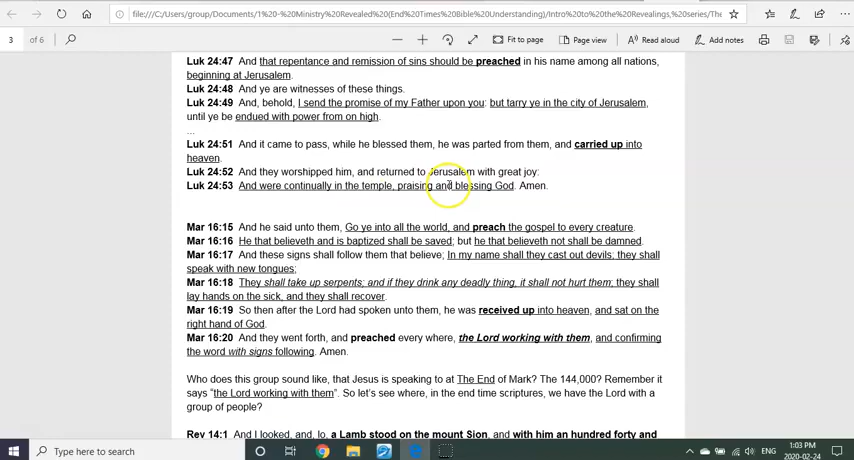 file:///C:/Users/group/Documents/1%20-%20Ministry%20Revealed%20(End%20Times%20Bible%20Understanding)/Intro%20to%20the%20Revealings,%20series/The
3 of 6
Fit to page
Page view
Read aloud
Add notes
Luk 24:47 And that repentance and remission of sins should be preached in his name among all nations,
beginning at Jerusalem.
Luk 24:48 And ye are witnesses of these things.
Luk 24:49 And, behold, I send the promise of my Father upon you: but tarry ye in the city of Jerusalem,
until ye be endued with power from on high.
...
Luk 24:51 And it came to pass, while he blessed them, he was parted from them, and carried up into
heaven.
Luk 24:52 And they worshipped him, and returned to Jerusalem with great joy:
Luk 24:53 And were continually in the temple, praising and blessing God. Amen.
Mar 16:15 And he said unto them, Go ye into all the world, and preach the gospel to every creature.
Mar 16:16 He that believeth and is baptized shall be saved; but he that believeth not shall be damned.
Mar 16:17 And these signs shall follow them that believe; In my name shall they cast out devils; they shall
speak with new tongues;
Mar 16:18 They shall take up serpents; and if they drink any deadly thing, it shall not hurt them; they shall
lay hands on the sick, and they shall recover.
Mar 16:19 So then after the Lord had spoken unto them, he was received up into heaven, and sat on the
right hand of God.
Mar 16:20 And they went forth, and preached every where, the Lord working with them, and confirming
the word with signs following. Amen.
Who does this group sound like, that Jesus is speaking to at The End of Mark? The 144,000? Remember it
says "the Lord working with them". So let's see where, in the end time scriptures, we have the Lord with a
group of people?
Rev 14:1 And I looked, and, lo, a Lamb stood on the mount Sion, and with him an hundred forty and
Type here to search
ENG
1:03 PM
2020-02-24